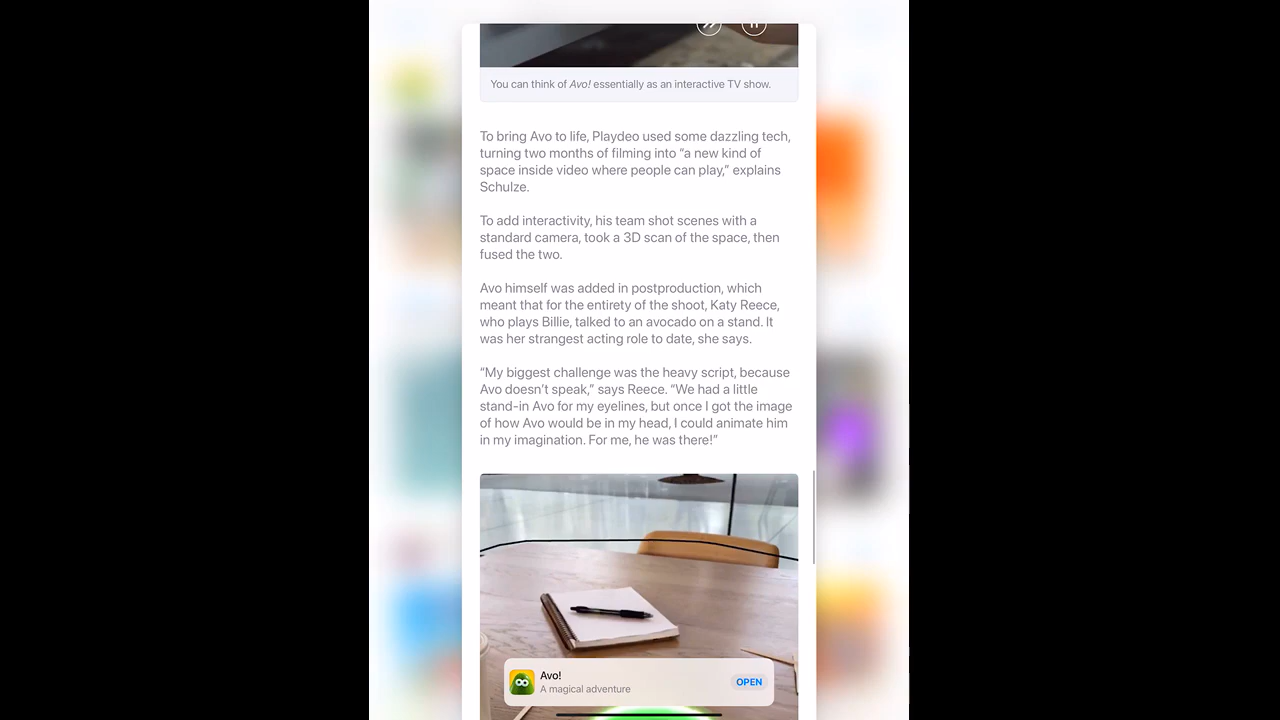 You can think of Avo! essentially as an interactive TV show.
To bring Avo to life, Playdeo used some dazzling tech,
turning two months of filming into “a new kind of
space inside video where people can play,” explains
Schulze.
To add interactivity, his team shot scenes with a
standard camera, took a 3D scan of the space, then
fused the two.
Avo himself was added in postproduction, which
meant that for the entirety of the shoot, Katy Reece,
who plays Billie, talked to an avocado on a stand. It
was her strangest acting role to date, she says.
“My biggest challenge was the heavy script, because
Avo doesn’t speak,” says Reece. “We had a little
stand-in Avo for my eyelines, but once I got the image
of how Avo would be in my head, I could animate him
in my imagination. For me, he was there!”
Avo!
A magical adventure
OPEN